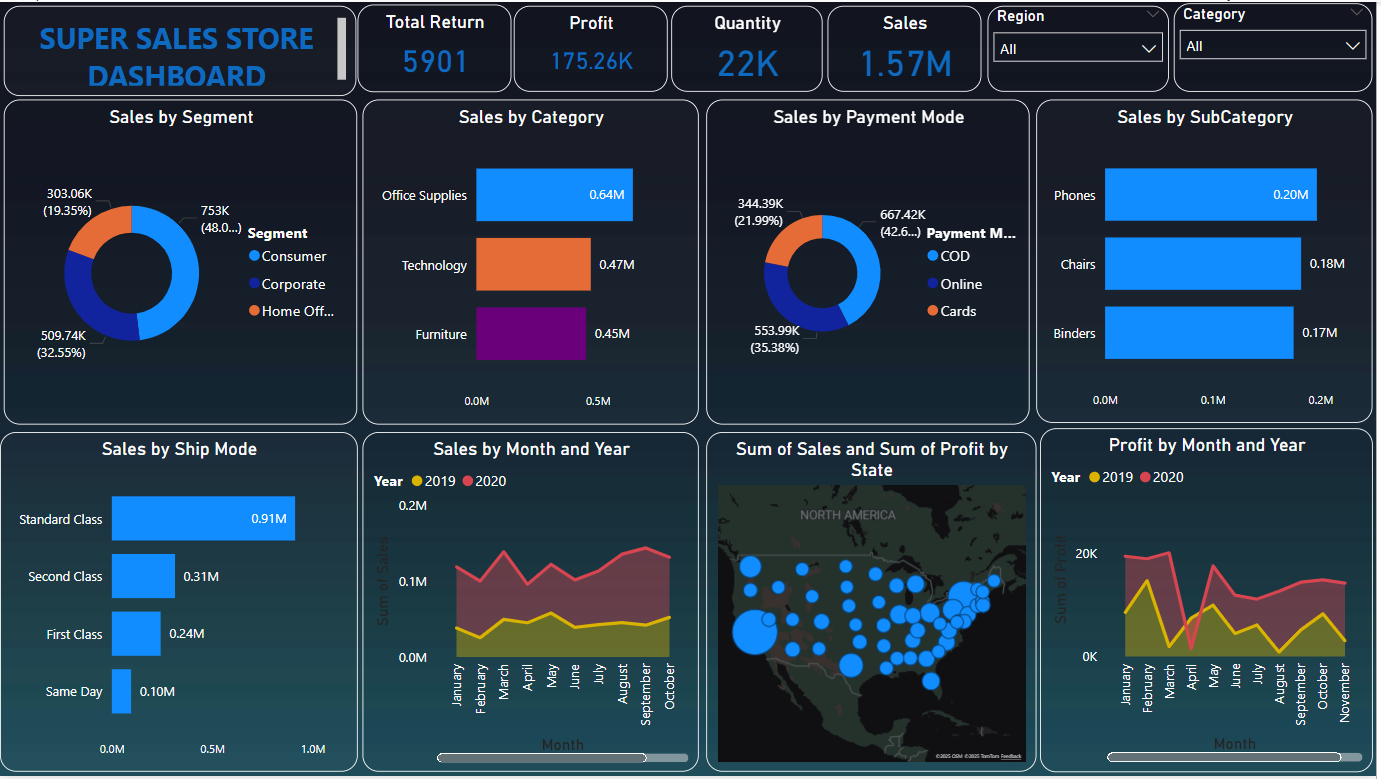 SUPER SALES STORE
DASHBOARD
Total Return
5901
Profit
175.26K
Quantity
22K
Sales
1.57M
Region
All
Category
All
Sales by Segment
303.06K
(19.35%)
753K
(48.0...)
509.74K
(32.55%)
Segment
Consumer
Corporate
Home Off...
Sales by Category
Office Supplies
0.64M
Technology
0.47M
Furniture
0.45M
0.0M 0.5M
Sales by Payment Mode
344.39K
(21.99%)
667.42K
(42.6...)
553.99K
(35.38%)
Payment M...
COD
Online
Cards
Sales by SubCategory
Phones
0.20M
Chairs
0.18M
Binders
0.17M
0.0M 0.1M 0.2M
Sales by Ship Mode
Standard Class
0.91M
Second Class
0.31M
First Class
0.24M
Same Day
0.10M
0.0M 0.5M 1.0M
Sales by Month and Year
Year 2019 2020
0.2M
0.1M
0.0M
Sum of Sales
January February March April May June July August September October
Month
Sum of Sales and Sum of Profit by
State
NORTH AMERICA
©2025 OSM ©2025 TomTom Feedback
Profit by Month and Year
Year 2019 2020
20K
0K
Sum of Profit
January February March April May June July August September October November
Month